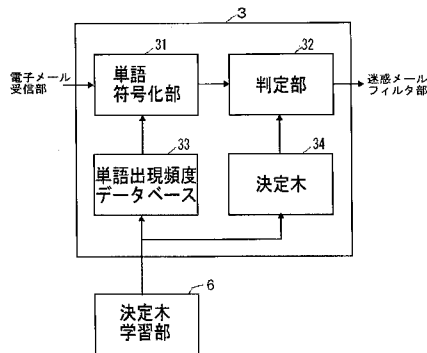 3
31
32
電子メール
受信部
単語
符号化部
判定部
迷惑メール
フィルタ部
33
34
単語出現頻度
データベース
決定木
6
決定木
学習部